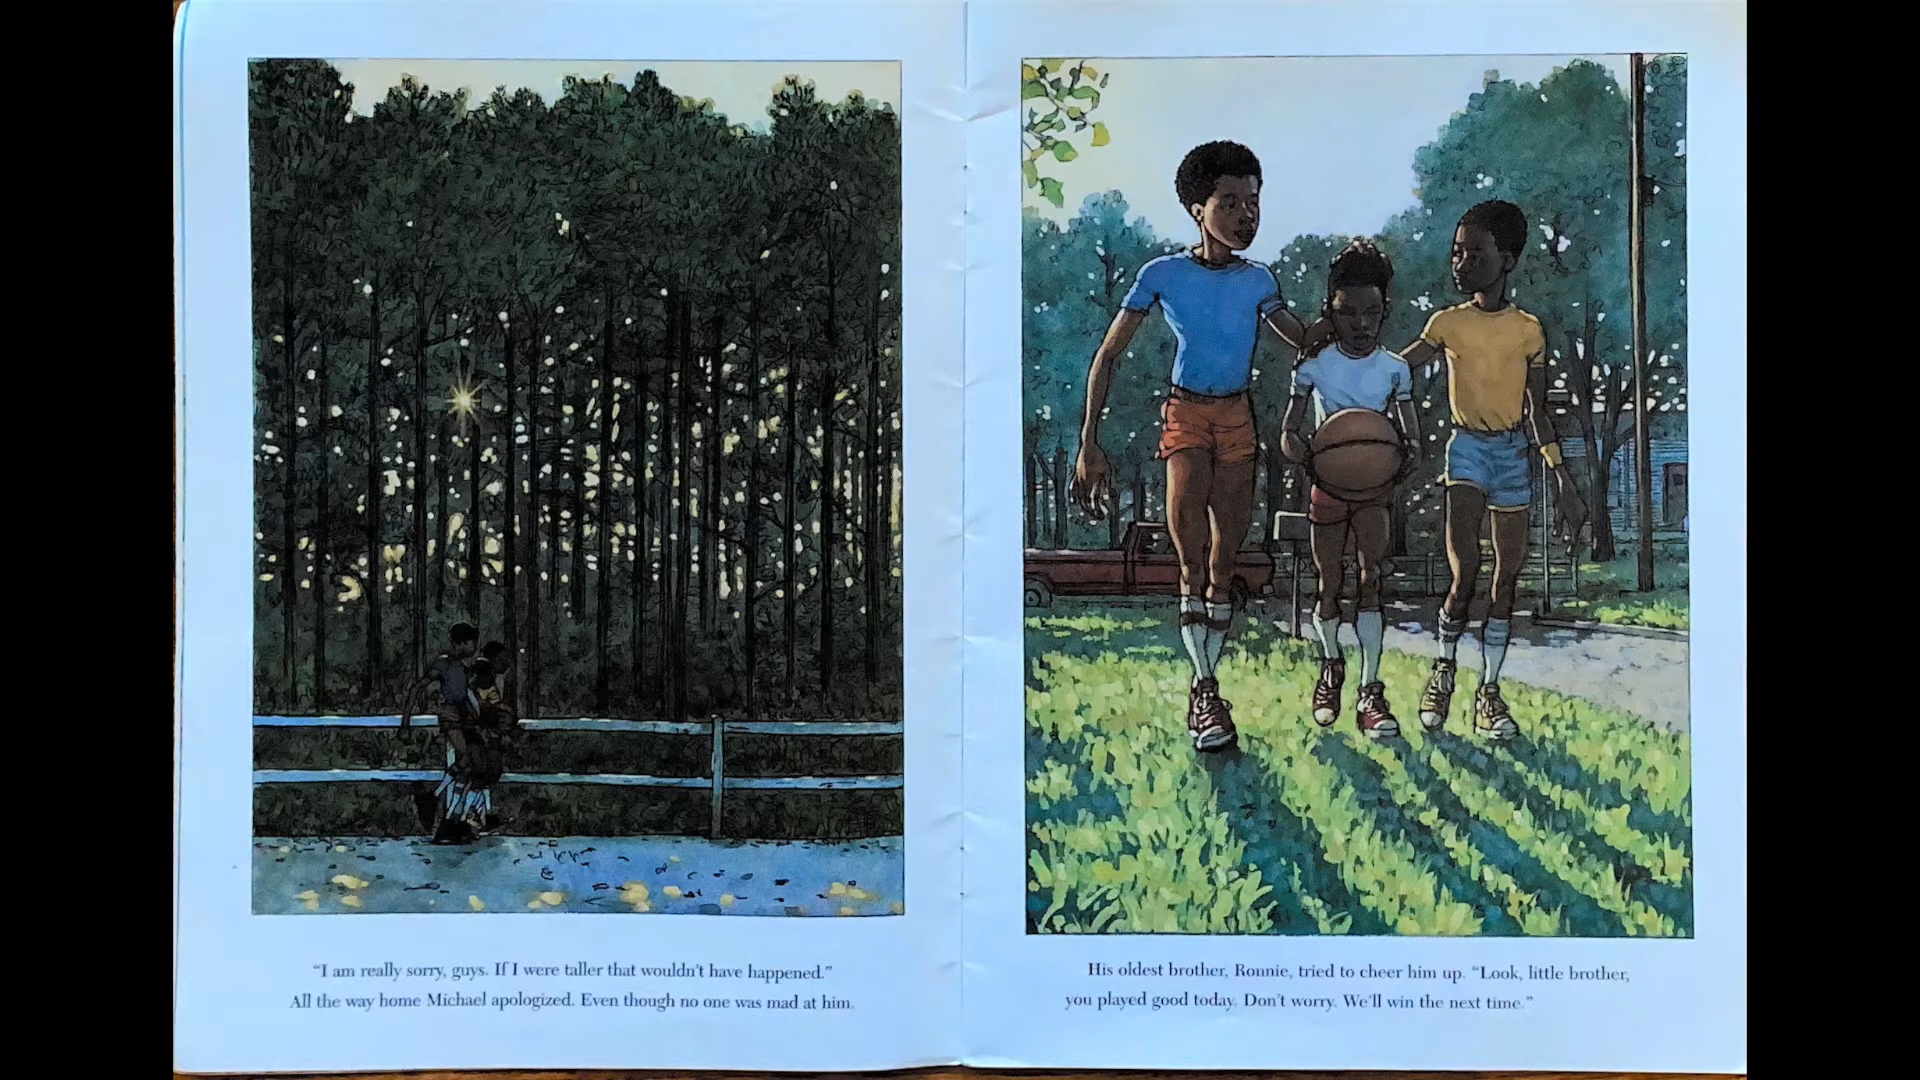 “I am really sorry, guys. If I were taller that wouldn’t have happened.”
All the way home Michael apologized. Even though no one was mad at him.
His oldest brother, Ronnie, tried to cheer him up. “Look, little brother,
you played good today. Don’t worry. We’ll win the next time.”